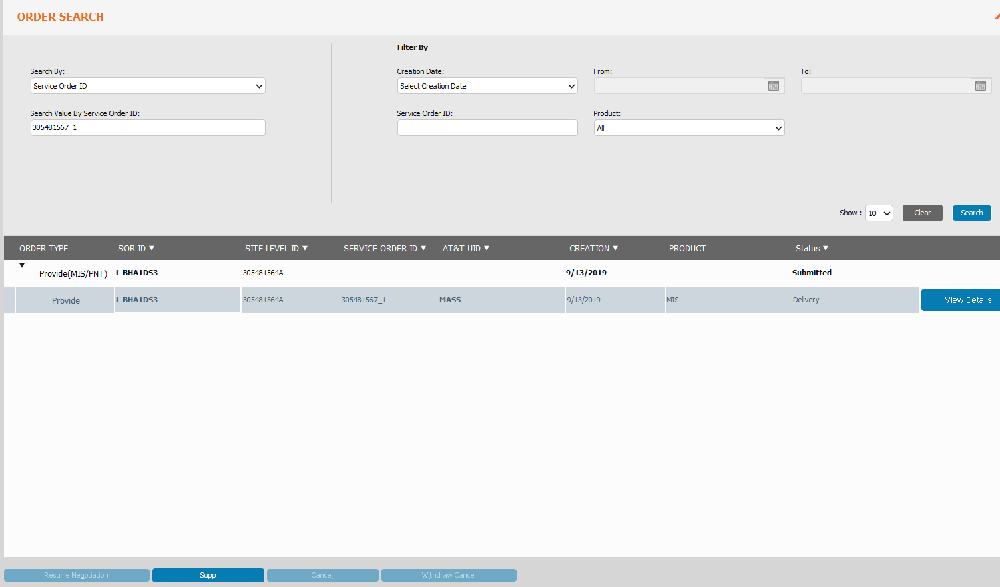 ORDER SEARCH
Filter By
Search By:
Service Order ID
Creation Date:
Select Creation Date
From:
To:
Search Value By Service Order ID:
305481567_1
Service Order ID:
Product:
All
Show : 10 Clear Search
ORDER TYPE SOR ID ▼ SITE LEVEL ID ▼ SERVICE ORDER ID ▼ AT&T UID ▼ CREATION ▼ PRODUCT Status ▼
Provide(MIS/PNT) 1-BHA1DS3 305481564A 9/13/2019 Submitted
Provide 1-BHA1DS3 305481564A 305481567_1 MASS 9/13/2019 MIS Delivery View Details
Resume Negotiation Supp Cancel Withdraw Cancel